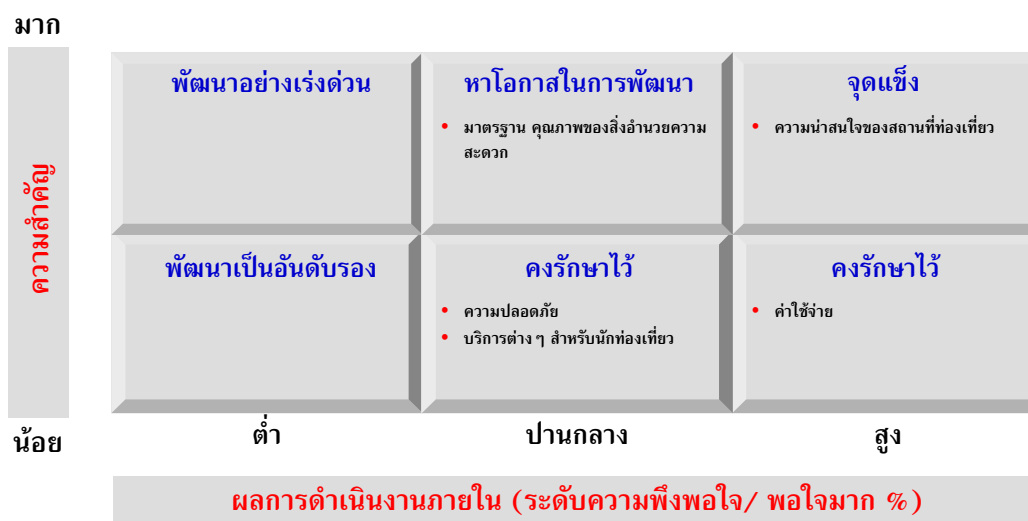 มาก
พัฒนาอย่างเร่งด่วน
หาโอกาสในการพัฒนา
• มาตรฐาน คุณภาพของสิ่งอำนวยความ
สะดวก
จุดแข็ง
• ความน่าสนใจของสถานที่ท่องเที่ยว
ความสำคัญ
พัฒนาเป็นอันดับรอง
คงรักษาไว้
• ความปลอดภัย
• บริการต่าง ๆ สำหรับนักท่องเที่ยว
คงรักษาไว้
• ค่าใช้จ่าย
น้อย
ต่ำ
ปานกลาง
สูง
ผลการดำเนินงานภายใน (ระดับความพึงพอใจ/ พอใจมาก %)